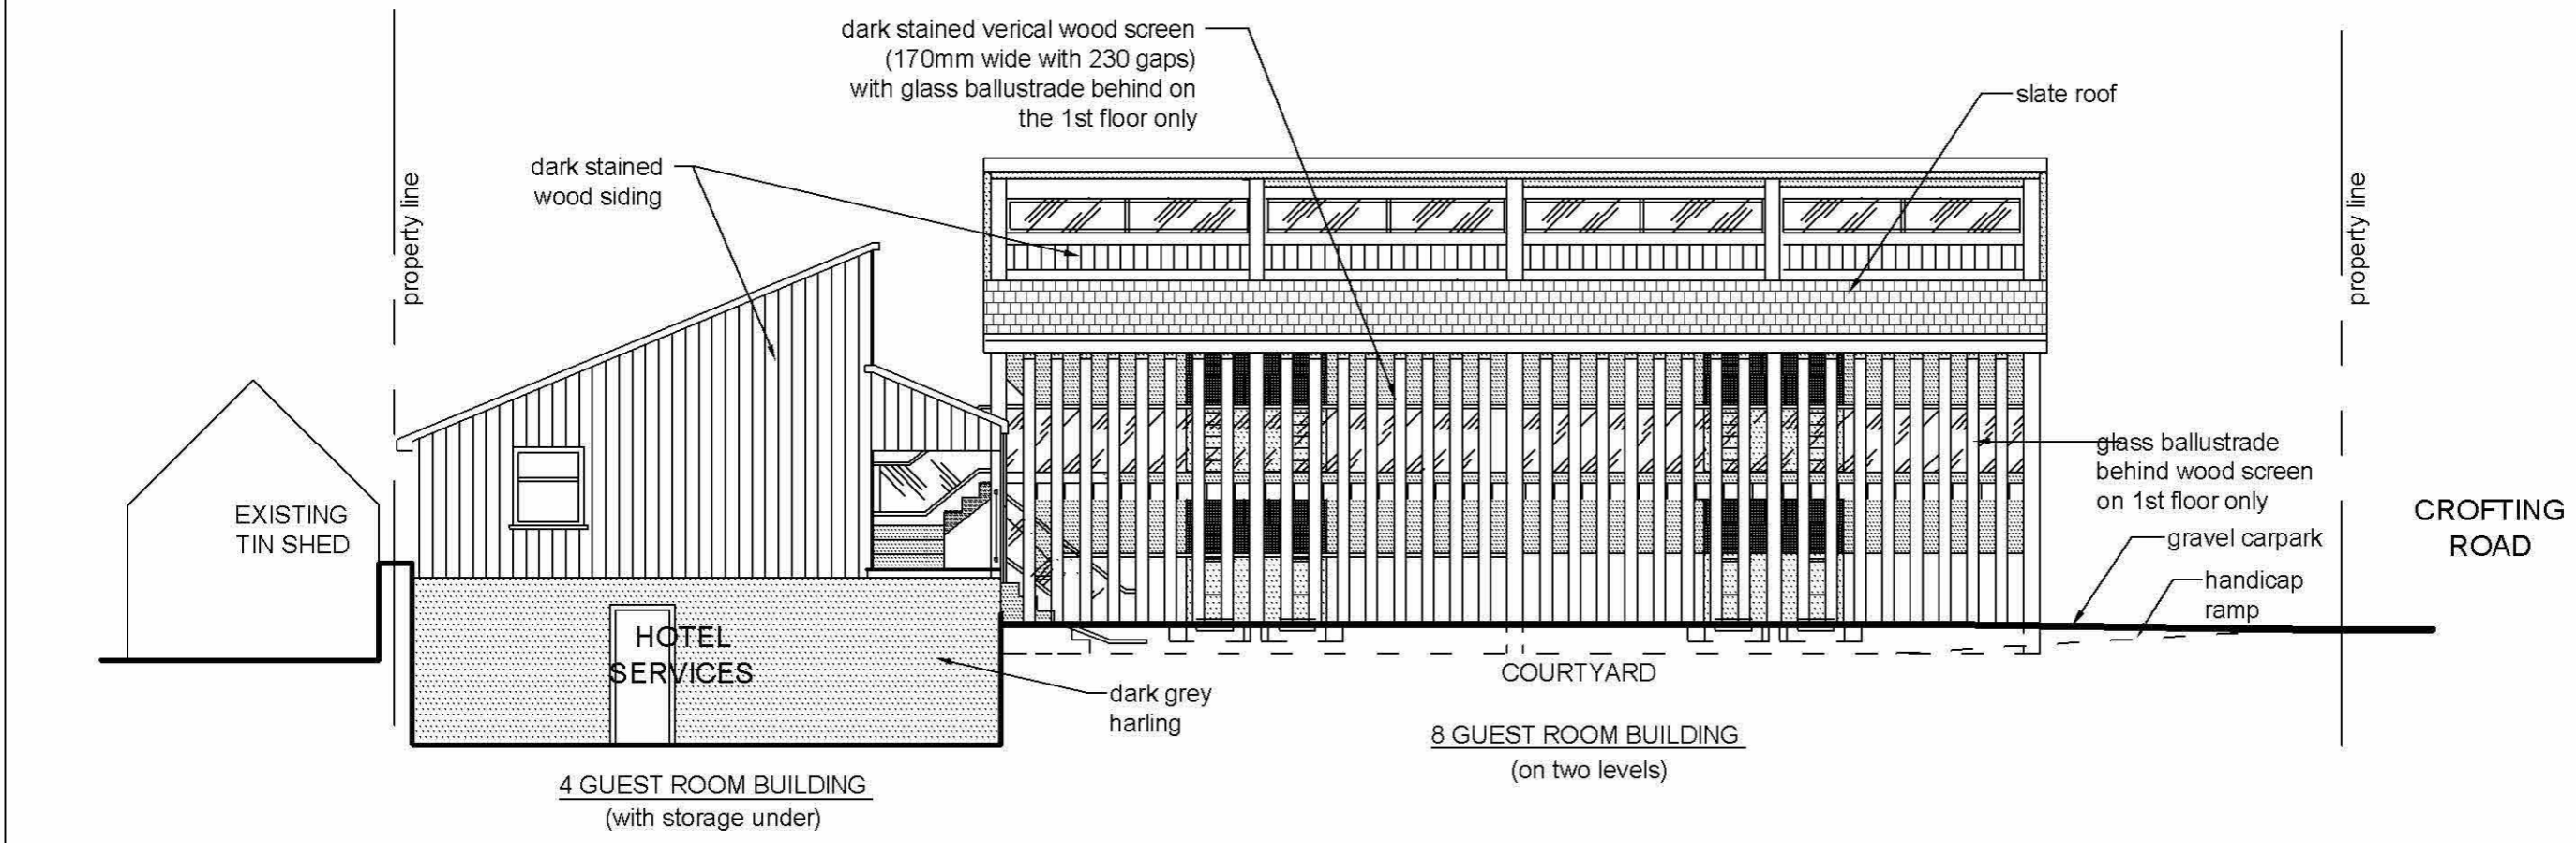 dark stained verical wood screen
(170mm wide with 230 gaps)
with glass ballustrade behind on
the 1st floor only
slate roof
dark stained
wood siding
property line
property line
glass ballustrade
behind wood screen
on 1st floor only
EXISTING
TIN SHED
CROFTING
ROAD
gravel carpark
handicap
ramp
HOTEL
SERVICES
COURTYARD
dark grey
harling
8 GUEST ROOM BUILDING
(on two levels)
4 GUEST ROOM BUILDING
(with storage under)